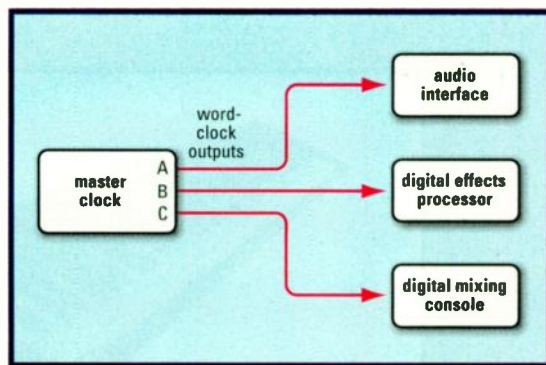 word-
clock
outputs
master
clock
A
B
C
audio
interface
digital effects
processor
digital mixing
console